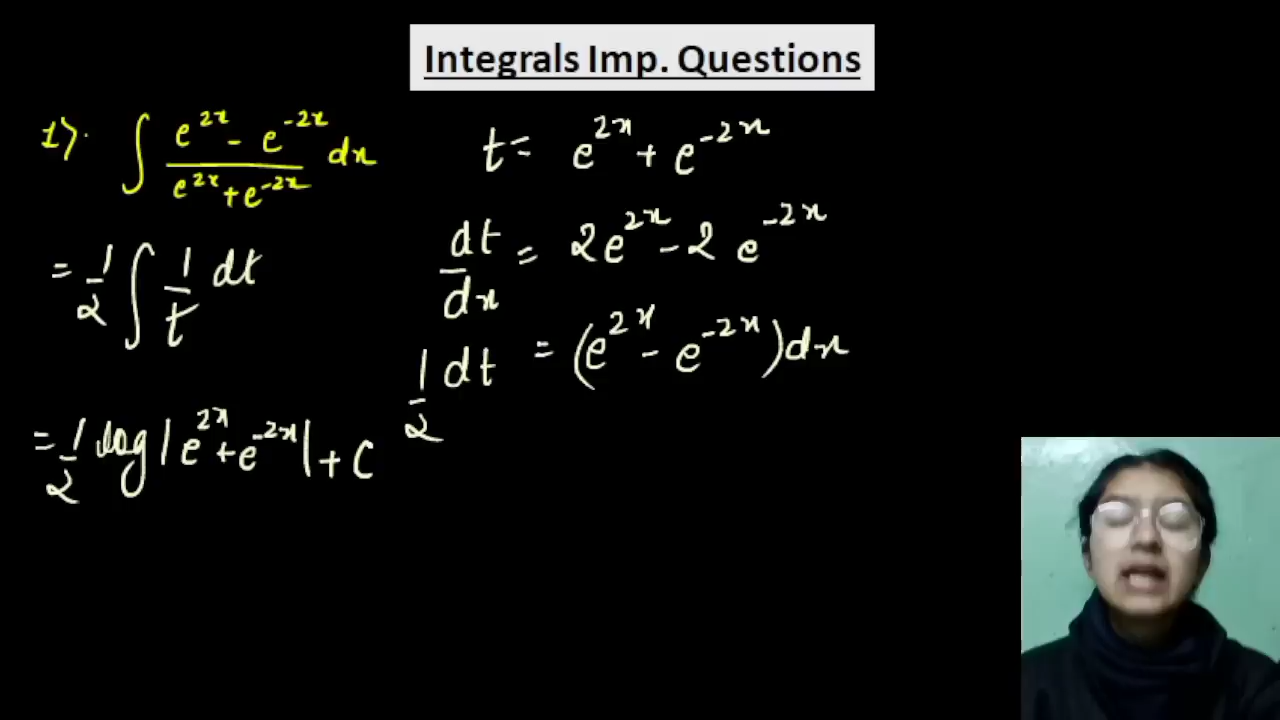 Integrals Imp. Questions
1). ∫ (e^{2x} - e^{-2x})/(e^{2x} + e^{-2x}) dx
= 1/2 ∫ 1/t dt
= 1/2 log |e^{2x} + e^{-2x}| + C
t = e^{2x} + e^{-2x}
dt/dx = 2e^{2x} - 2e^{-2x}
1/2 dt = (e^{2x} - e^{-2x}) dx